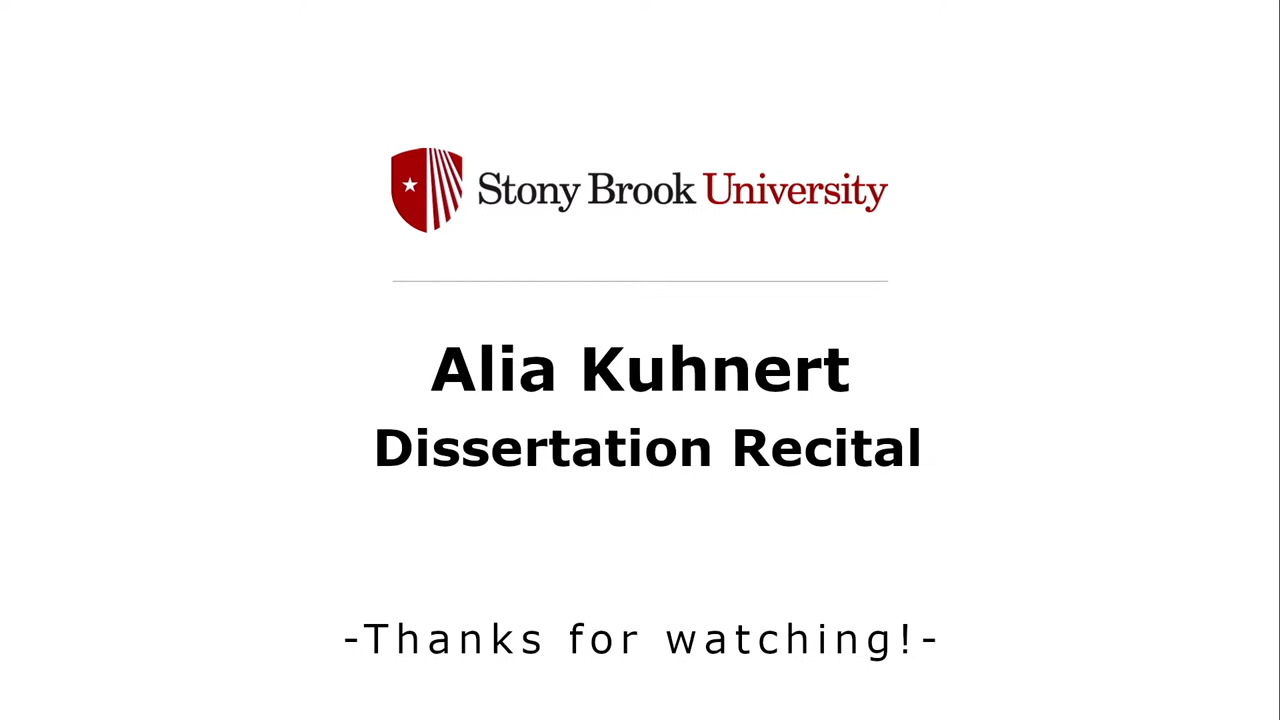 Stony Brook University
Alia Kuhnert
Dissertation Recital
-Thanks for watching!-